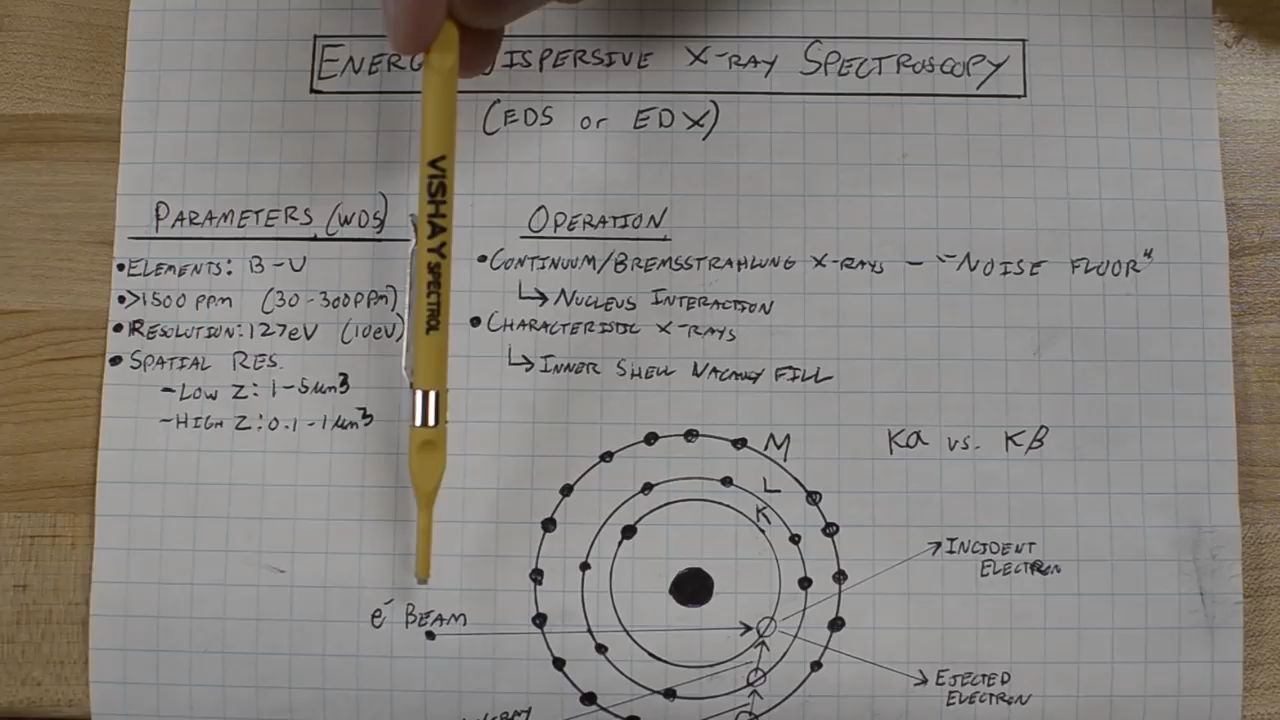 ENERG ISPERSIVE X-RAY SPECTROSCOPY
(EDS or EDX)
VISHAY SPECTROL
PARAMETERS (WDS)
•ELEMENTS: B-U
•>1500 ppm (30-300ppm)
•RESOLUTION: 127eV (10eV)
•SPATIAL RES.
-LOW Z: 1-5µm3
-HIGH Z: 0.1-1µm3
OPERATION
•CONTINUUM/BREMSSTRAHLUNG X-RAYS - "NOISE FLOOR"
↳NUCLEUS INTERACTION
•CHARACTERISTIC X-RAYS
↳INNER SHELL VACANCY FILL
M
L
K
Kα vs. Kβ
INCIDENT
ELECTRON
e- BEAM
EJECTED
ELECTRON